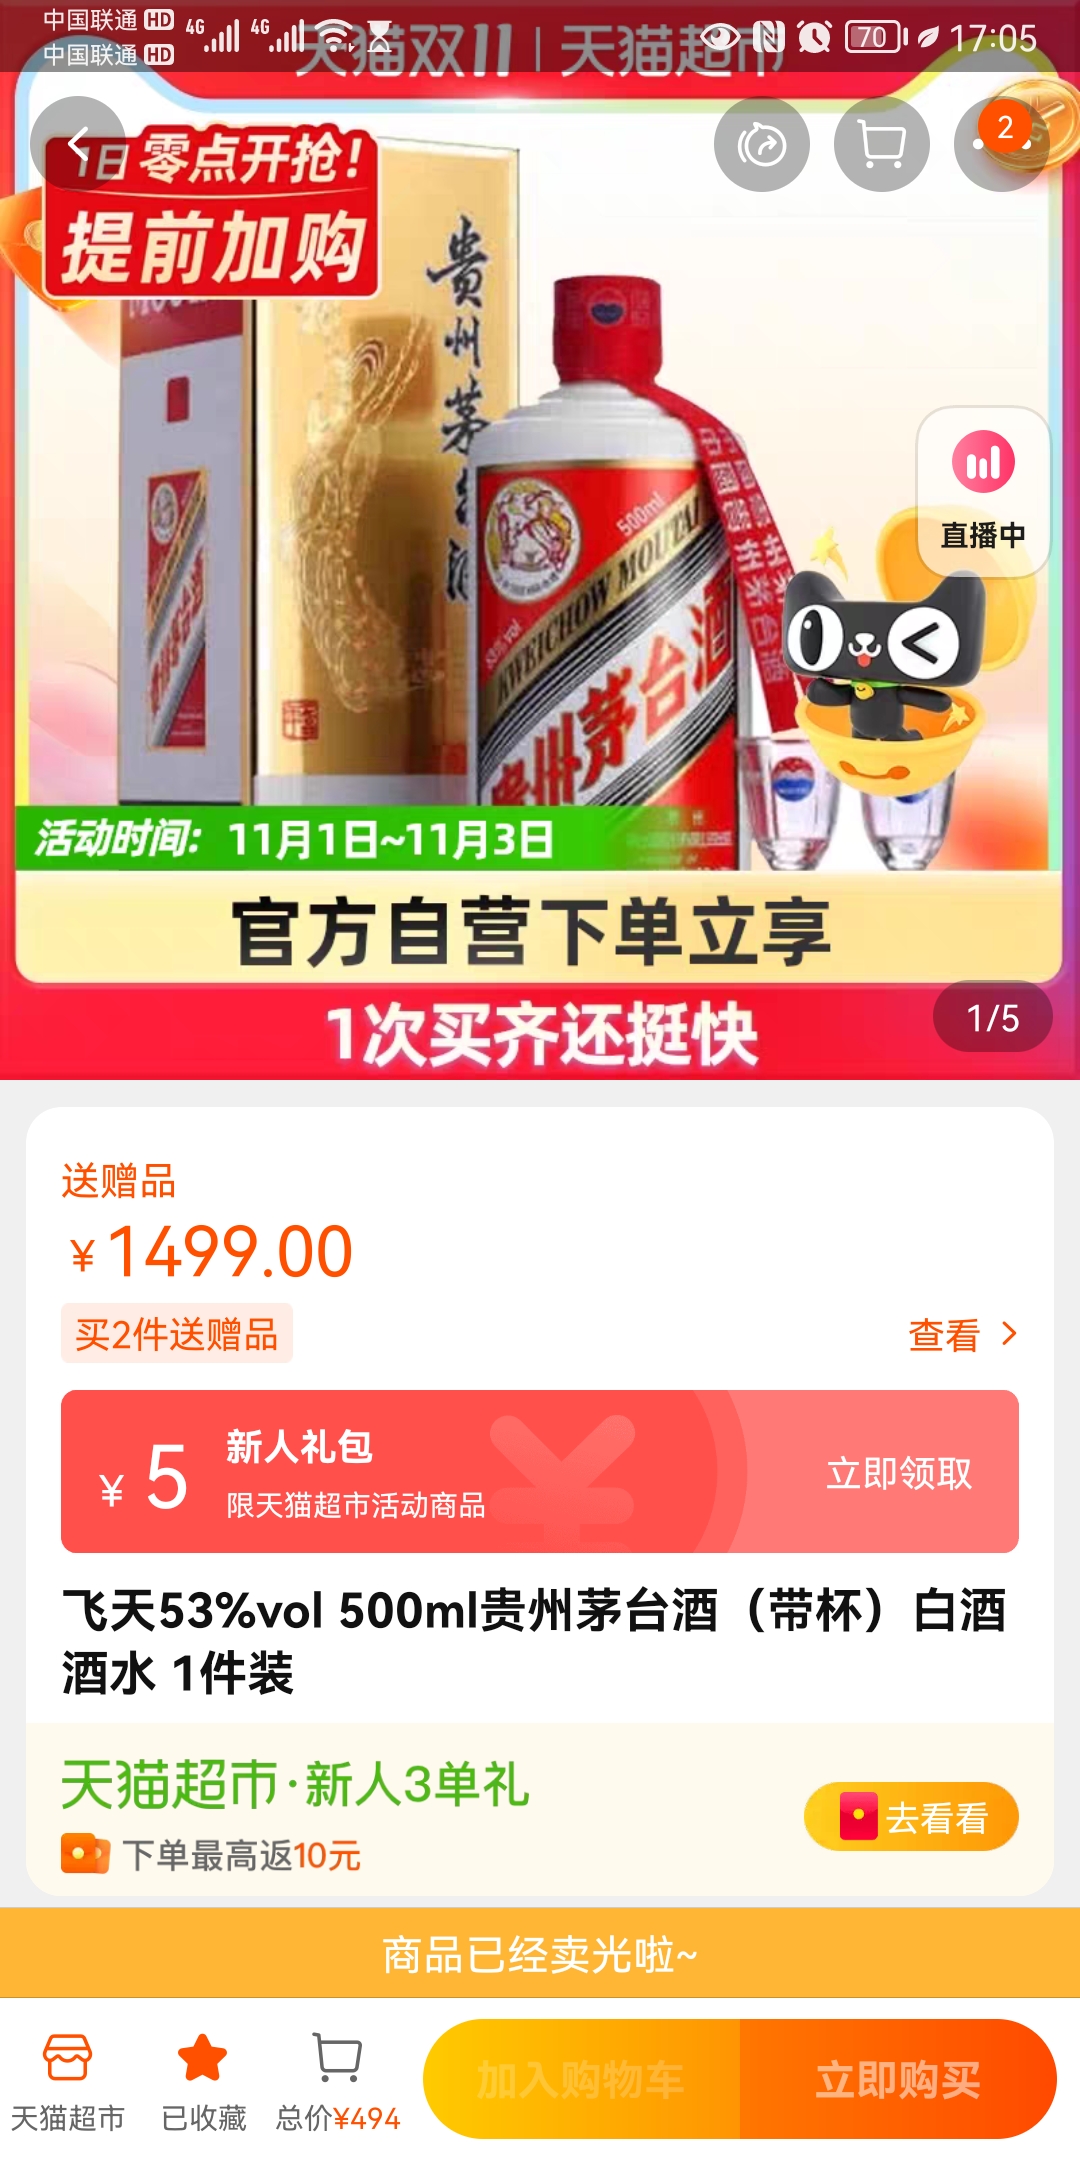 中国联通 HD 4G 4G 70 17:05
中国联通 HD
天猫双11 | 天猫超市
2
1日零点开抢！
提前加购
贵州茅
500ml
53% vol
KWEICHOW MOUTAI
贵州茅台酒
直播中
活动时间：11月1日~11月3日
官方自营下单立享
1次买齐还挺快
1/5
送赠品
¥1499.00
买2件送赠品
查看
¥5
新人礼包
限天猫超市活动商品
立即领取
飞天53%vol 500ml贵州茅台酒（带杯）白酒
酒水 1件装
天猫超市·新人3单礼
下单最高返10元
去看看
商品已经卖光啦~
天猫超市
已收藏
总价¥494
加入购物车
立即购买